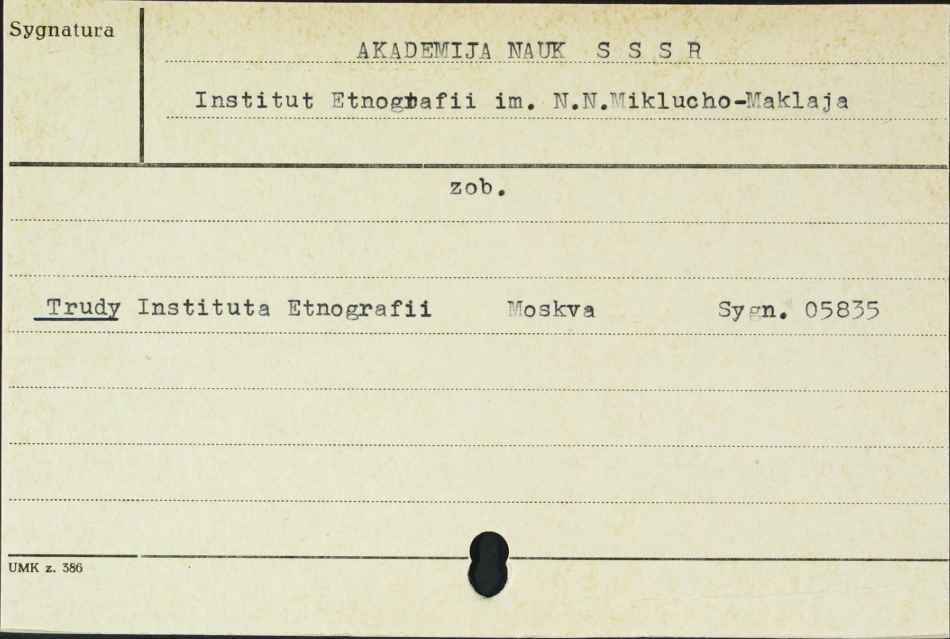 Sygnatura
AKADEMIJA NAUK S S S R
Institut Etnografii im. N.N.Miklucho-Maklaja
zob.
Trudy Instituta Etnografii Moskva Sygn. 05835
UMK z. 386